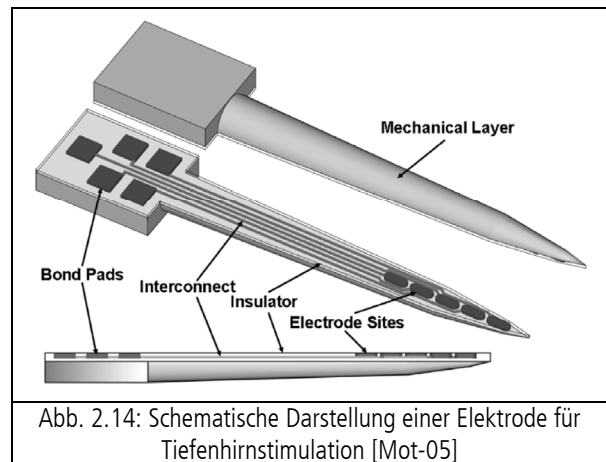 Mechanical Layer
Bond Pads
Interconnect
Insulator
Electrode Sites
Abb. 2.14: Schematische Darstellung einer Elektrode für
Tiefenhirnstimulation [Mot-05]